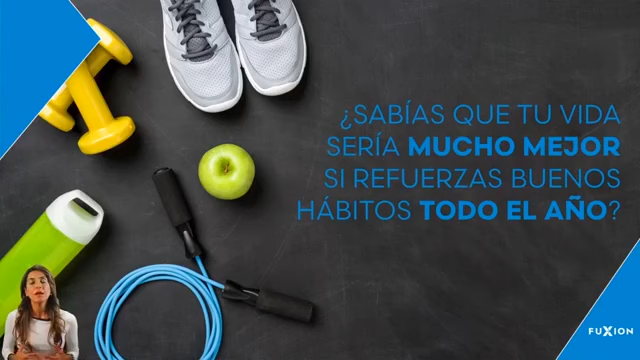 ¿SABÍAS QUE TU VIDA
SERÍA MUCHO MEJOR
SI REFUERZAS BUENOS
HÁBITOS TODO EL AÑO?
FUXION